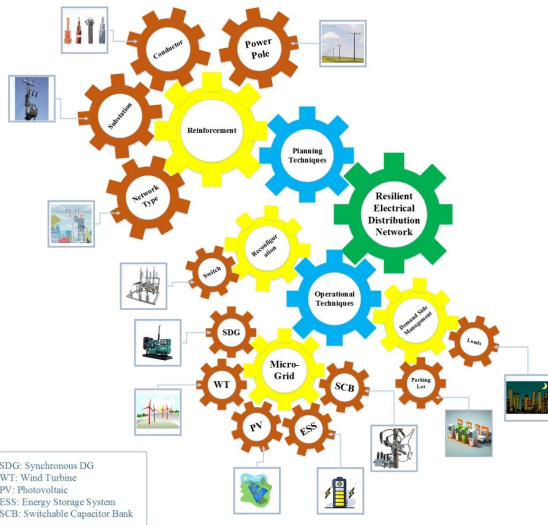 Conductor
Power
Pole
Substation
Reinforcement
Planning
Techniques
Network
Type
Resilient
Electrical
Distribution
Network
Reconfigur
ation
Switch
Operational
Techniques
Demand Side
Management
Loads
SDG
Micro-
Grid
WT
SCB
Parking
Lot
PV
ESS
SDG: Synchronous DG
WT: Wind Turbine
PV: Photovoltaic
ESS: Energy Storage System
SCB: Switchable Capacitor Bank